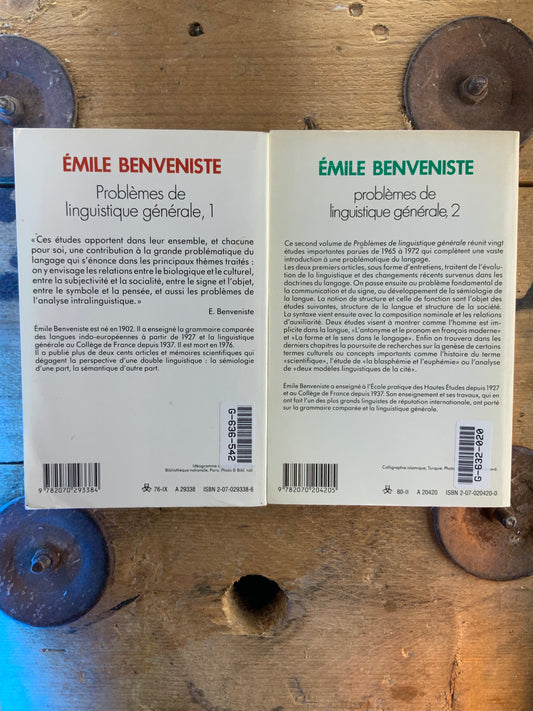 ÉMILE BENVENISTE
Problèmes de
linguistique générale, 1
«Ces études apportent dans leur ensemble, et chacune
pour soi, une contribution à la grande problématique du
langage qui s'énonce dans les principaux thèmes traités :
on y envisage les relations entre le biologique et le culturel,
entre la subjectivité et la socialité, entre le signe et l'objet,
entre le symbole et la pensée, et aussi les problèmes de
l'analyse intralinguistique.»
E. Benveniste
Émile Benveniste est né en 1902. Il a enseigné la grammaire comparée
des langues indo-européennes à partir de 1927 et la linguistique
générale au Collège de France depuis 1937. Il est mort en 1976.
Il a publié plus de deux cents articles et mémoires scientifiques qui
dégagent la perspective d'une double linguistique : la sémiologie
d'une part, la sémantique d'autre part.
G-636-542
Idéogramme
Bibliothèque nationale, Paris. Photo © Bibl. nat.
9 782070 293384
76-IX A 29338 ISBN 2-07-029338-6
ÉMILE BENVENISTE
problèmes de
linguistique générale, 2
Ce second volume de Problèmes de linguistique générale réunit vingt
études importantes parues de 1965 à 1972 qui complètent une vaste
introduction à une problématique du langage.
Les deux premiers articles, sous forme d'entretiens, traitent de l'évolu-
tion de la linguistique et des changements récents survenus dans les
doctrines du langage. On passe ensuite au problème fondamental de
la communication et du signe, au développement de la sémiologie de
la langue. La notion de structure et celle de fonction sont l'objet des
études suivantes, structure de la langue et structure de la société.
La syntaxe vient ensuite avec la composition nominale et les relations
d'auxiliarité. Deux études visent à montrer comme l'homme est im-
plicite dans le langage, «L'antonyme et le pronom en français moderne»
et «La forme et le sens dans le langage». Enfin on trouvera dans les
derniers chapitres la poursuite de recherches sur la genèse de certains
termes culturels ou concepts importants comme l'histoire du terme
«scientifique», l'étude de «la blasphémie et l'euphémie» ou l'analyse
de «deux modèles linguistiques de la cité».
Émile Benveniste a enseigné à l'École pratique des Hautes Études depuis 1927
et au Collège de France depuis 1937. Son enseignement et ses travaux, qui en
ont fait l'un des plus grands linguistes de réputation internationale, ont porté
sur la grammaire comparée et la linguistique générale.
G-632-020
Calligraphie islamique, Turquie. Photo
9 782070 204205
80-II A 20420 ISBN 2-07-020420-0